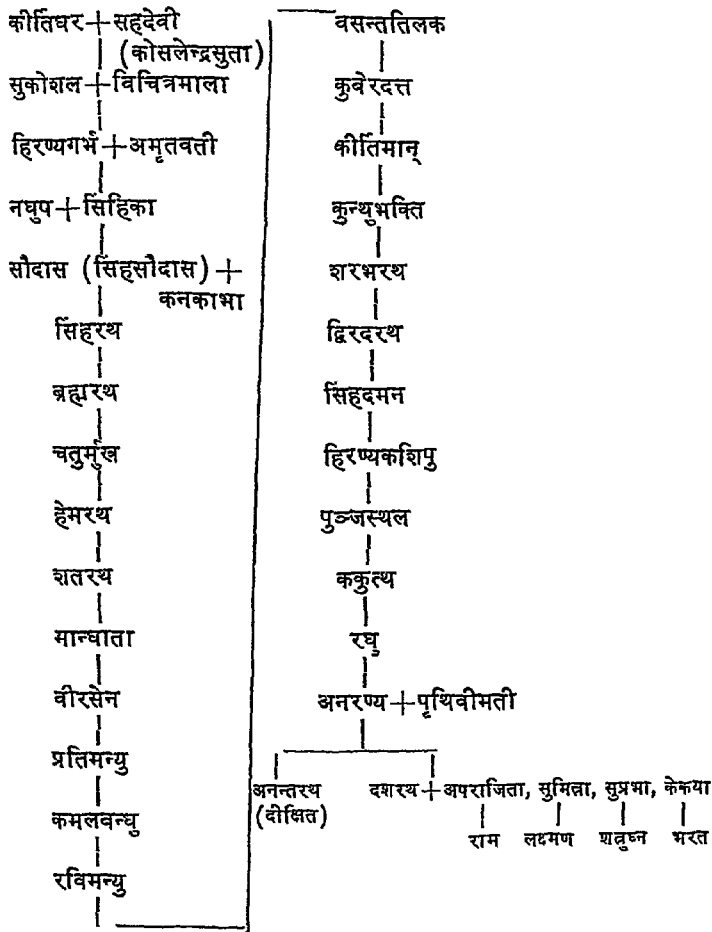 कीर्तिधर + सहदेवी
(कोसलेन्द्रसुता)
सुकोशल + विचित्रमाला
हिरण्यगर्भ + अमृतवती
नघुष + सिंहिका
सौदास (सिंहसौदास) +
कनकाभा
सिंहरथ
ब्रह्मरथ
चतुर्मुख
हेमरथ
शतरथ
मान्धाता
वीरसेन
प्रतिमन्यु
कमलबन्धु
रविमन्यु
वसन्ततिलक
कुवेरदत्त
कीर्तिमान्
कुन्थुभक्ति
शरभरथ
द्विरदरथ
सिंहदमन
हिरण्यकशिपु
पुञ्जस्थल
ककुत्थ
रघु
अनरण्य + पृथिवीमती
अनन्तरथ दशरथ + अपराजिता, सुमित्रा, सुप्रभा, केकया
(दीक्षित)
राम लक्ष्मण शत्रुघ्न भरत